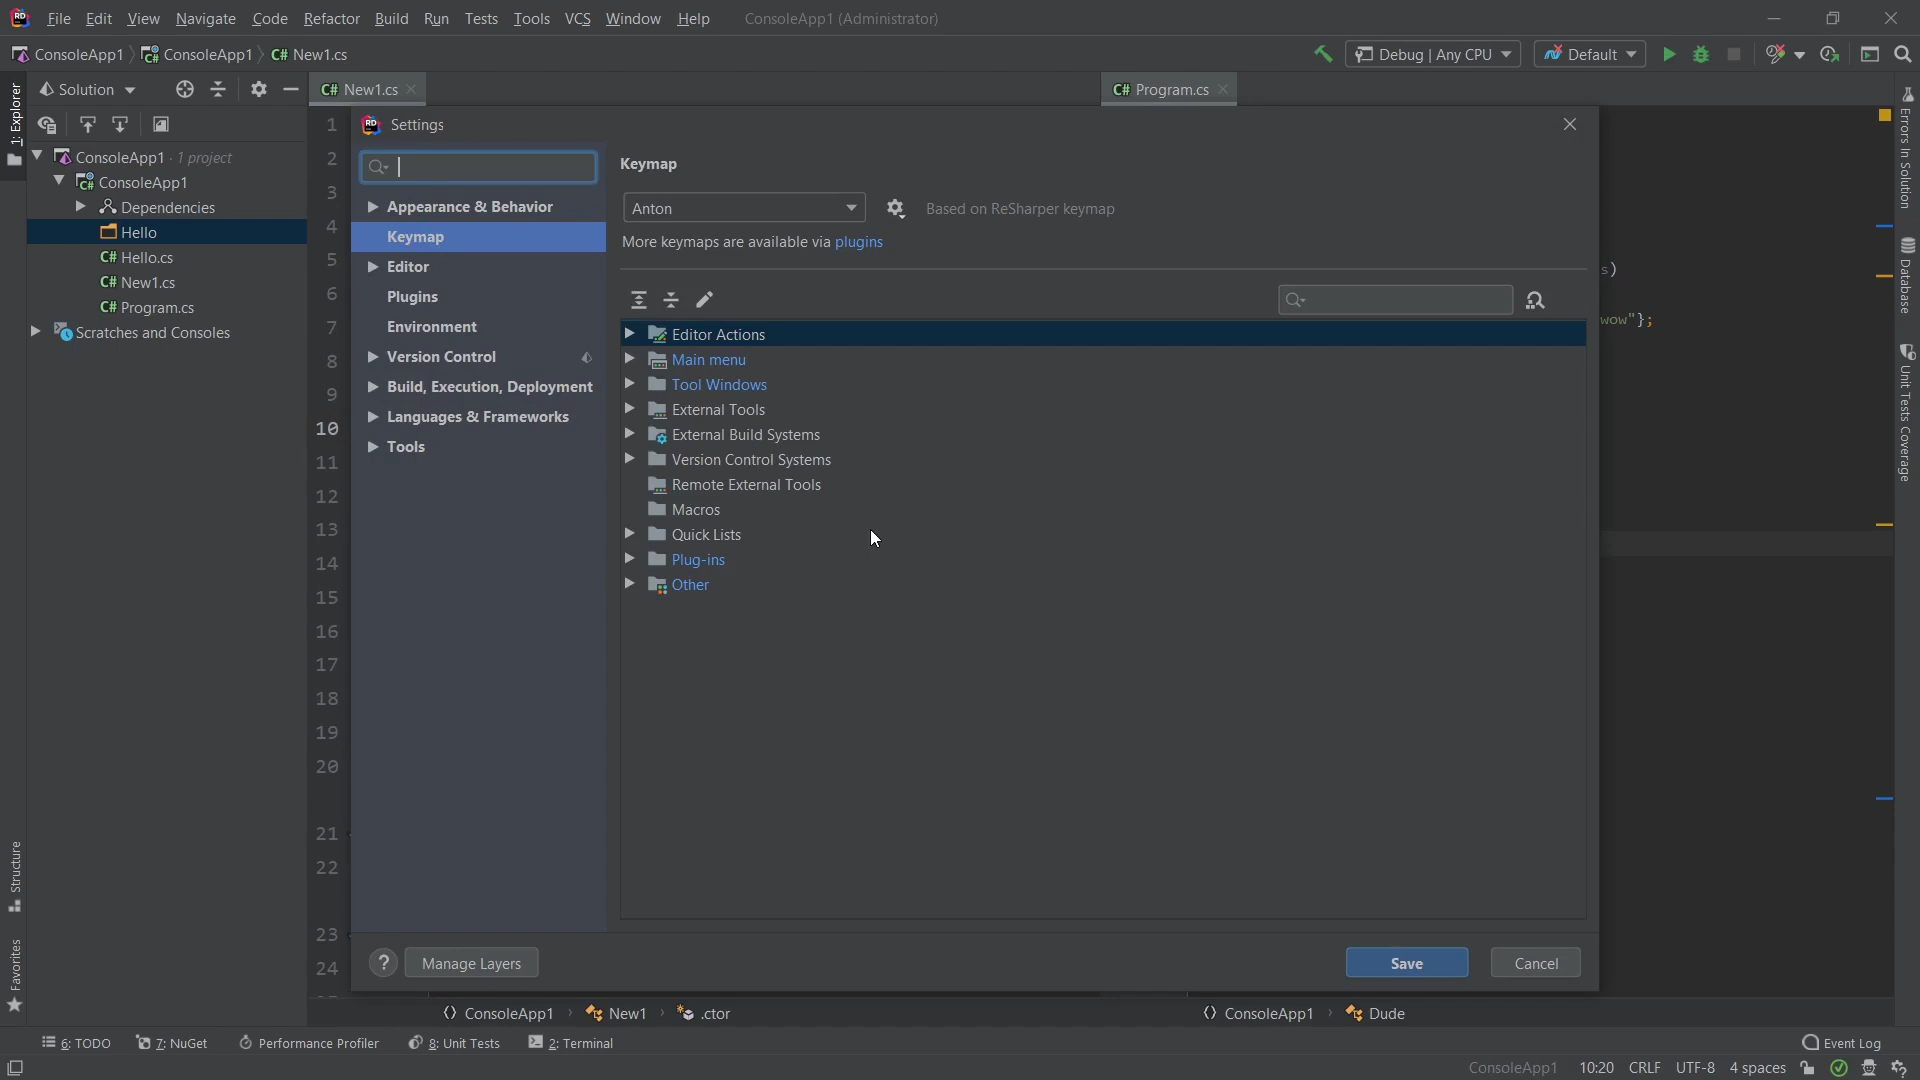 File Edit View Navigate Code Refactor Build Run Tests Tools VCS Window Help ConsoleApp1 (Administrator)
ConsoleApp1 ConsoleApp1 C# New1.cs Debug | Any CPU Default
1: Explorer
Solution
ConsoleApp1 · 1 project
ConsoleApp1
Dependencies
Hello
C# Hello.cs
C# New1.cs
C# Program.cs
Scratches and Consoles
Structure
Favorites
C# New1.cs
C# Program.cs
1
2
3
4
5
6
7
8
9
10
11
12
13
14
15
16
17
18
19
20
21
22
23
24
Settings
Appearance & Behavior
Keymap
Editor
Plugins
Environment
Version Control
Build, Execution, Deployment
Languages & Frameworks
Tools
Keymap
Anton Based on ReSharper keymap
More keymaps are available via plugins
Editor Actions
Main menu
Tool Windows
External Tools
External Build Systems
Version Control Systems
Remote External Tools
Macros
Quick Lists
Plug-ins
Other
? Manage Layers Save Cancel
s)
wow"};
Errors In Solution
Database
Unit Tests Coverage
ConsoleApp1 New1 .ctor ConsoleApp1 Dude
6: TODO 7: NuGet Performance Profiler 8: Unit Tests 2: Terminal Event Log
ConsoleApp1 10:20 CRLF UTF-8 4 spaces